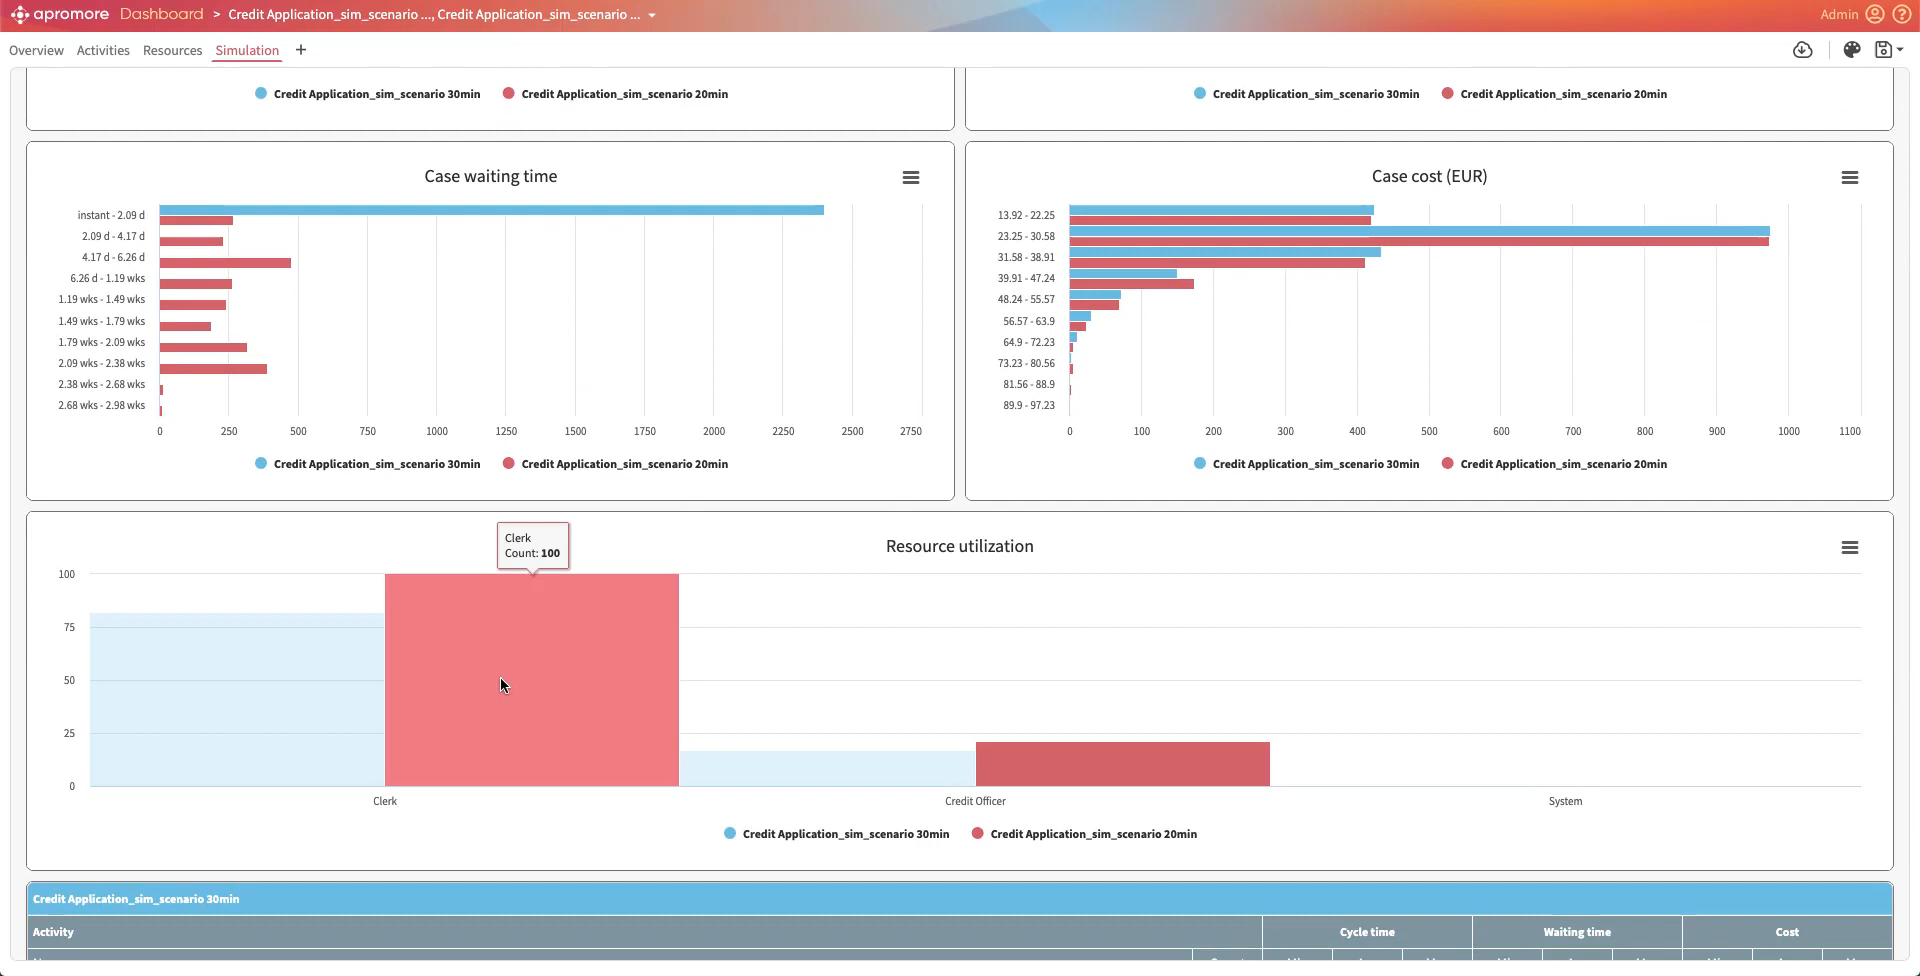 apromore Dashboard > Credit Application_sim_scenario ..., Credit Application_sim_scenario ...
Admin
Overview Activities Resources Simulation +
Credit Application_sim_scenario 30min Credit Application_sim_scenario 20min
Credit Application_sim_scenario 30min Credit Application_sim_scenario 20min
Case waiting time
instant - 2.09 d
2.09 d - 4.17 d
4.17 d - 6.26 d
6.26 d - 1.19 wks
1.19 wks - 1.49 wks
1.49 wks - 1.79 wks
1.79 wks - 2.09 wks
2.09 wks - 2.38 wks
2.38 wks - 2.68 wks
2.68 wks - 2.98 wks
0 250 500 750 1000 1250 1500 1750 2000 2250 2500 2750
Credit Application_sim_scenario 30min Credit Application_sim_scenario 20min
Case cost (EUR)
13.92 - 22.25
23.25 - 30.58
31.58 - 38.91
39.91 - 47.24
48.24 - 55.57
56.57 - 63.9
64.9 - 72.23
73.23 - 80.56
81.56 - 88.9
89.9 - 97.23
0 100 200 300 400 500 600 700 800 900 1000 1100
Credit Application_sim_scenario 30min Credit Application_sim_scenario 20min
Resource utilization
Clerk
Count: 100
100
75
50
25
0
Clerk Credit Officer System
Credit Application_sim_scenario 30min Credit Application_sim_scenario 20min
Credit Application_sim_scenario 30min
Activity Cycle time Waiting time Cost